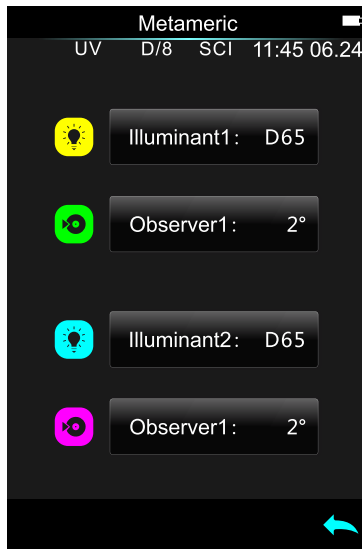 Metameric
UV D/8 SCI 11:45 06.24
Illuminant1: D65
Observer1: 2°
Illuminant2: D65
Observer1: 2°